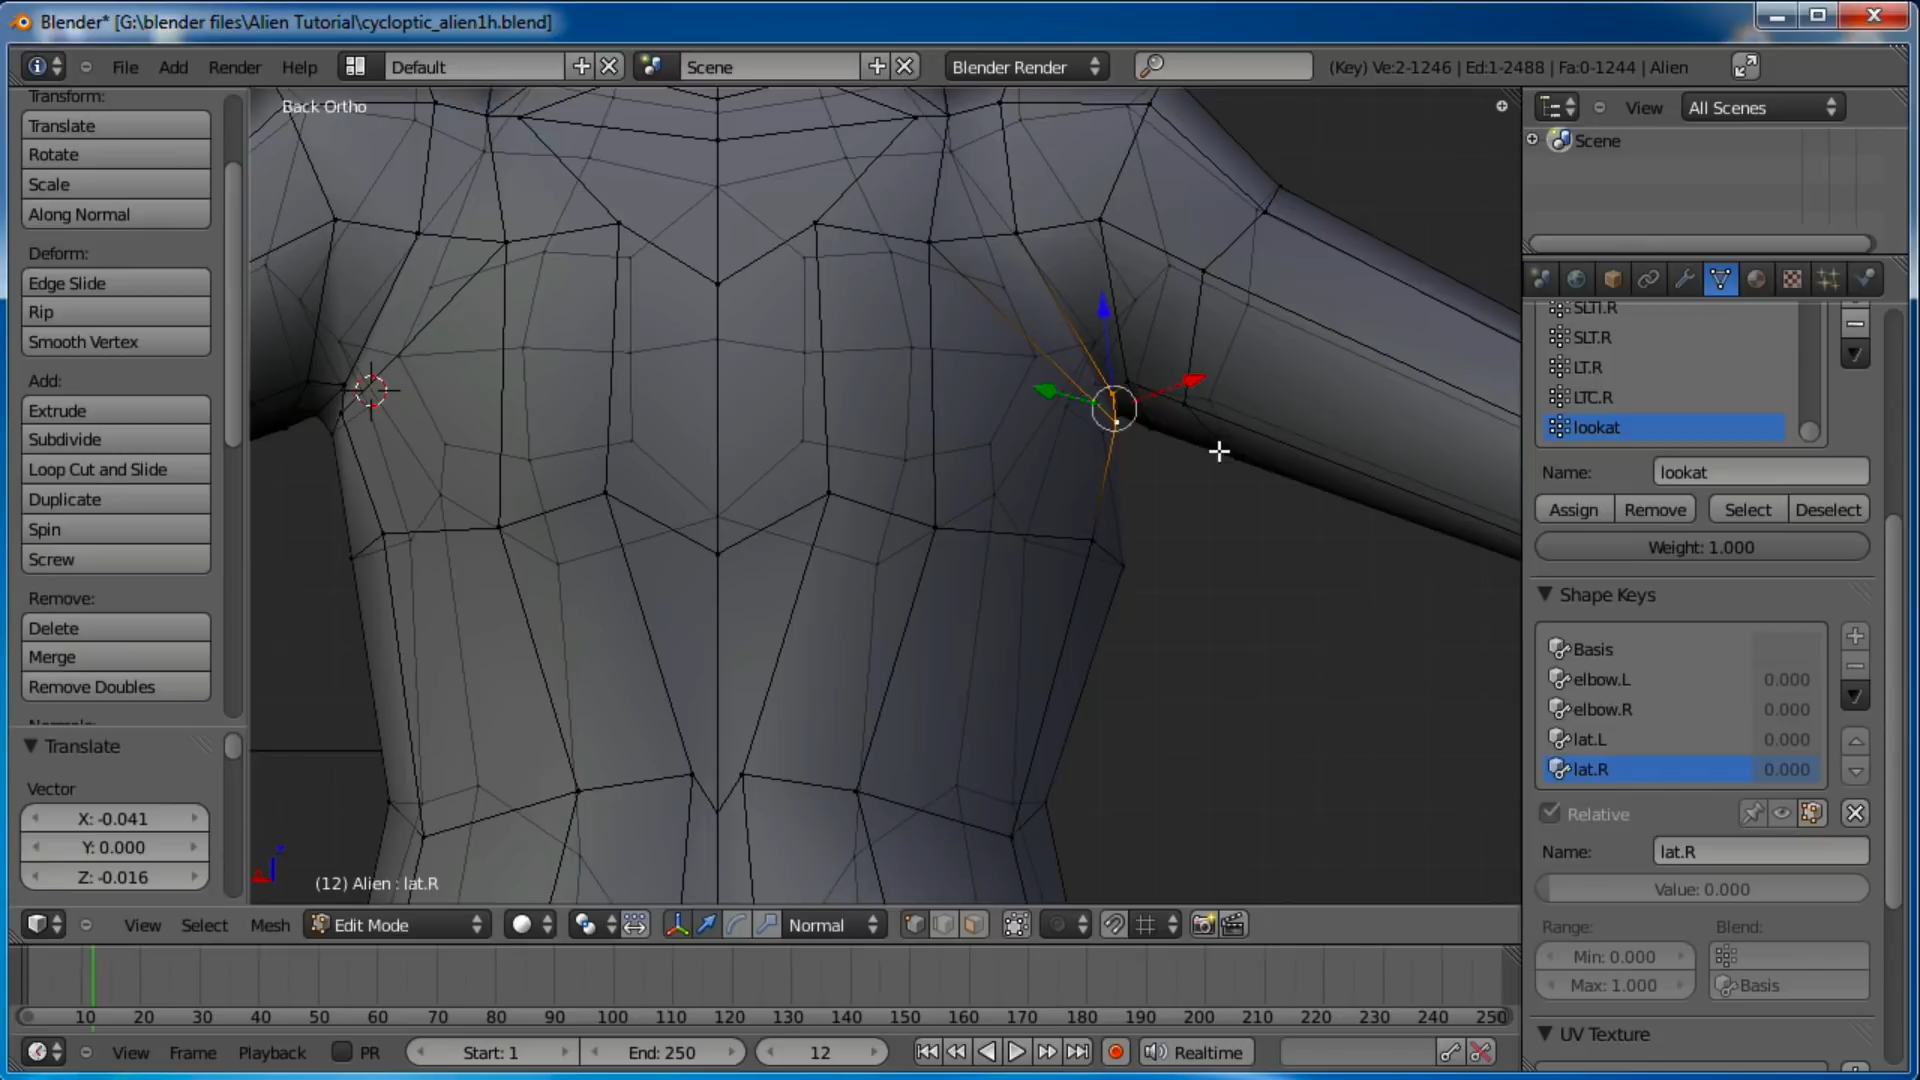 Blender* [G:\blender files\Alien Tutorial\cycloptic_alien1h.blend]
File Add Render Help Default Scene Blender Render (Key) Ve:2-1246 | Ed:1-2488 | Fa:0-1244 | Alien
Transform:
Translate
Rotate
Scale
Along Normal
Deform:
Edge Slide
Rip
Smooth Vertex
Add:
Extrude
Subdivide
Loop Cut and Slide
Duplicate
Spin
Screw
Remove:
Delete
Merge
Remove Doubles
Normals:
Translate
Vector
X: -0.041
Y: 0.000
Z: -0.016
Back Ortho
(12) Alien : lat.R
View Select Mesh Edit Mode Normal
10 20 30 40 50 60 70 80 90 100 110 120 130 140 150 160 170 180 190 200 210 220 230 240 250
View Frame Playback PR Start: 1 End: 250 12 Realtime
View All Scenes
Scene
SLT.R
LT.R
LTC.R
lookat
Name: lookat
Assign Remove Select Deselect
Weight: 1.000
Shape Keys
Basis
elbow.L 0.000
elbow.R 0.000
lat.L 0.000
lat.R 0.000
Relative
Name: lat.R
Value: 0.000
Range: Blend:
Min: 0.000
Max: 1.000 Basis
UV Texture